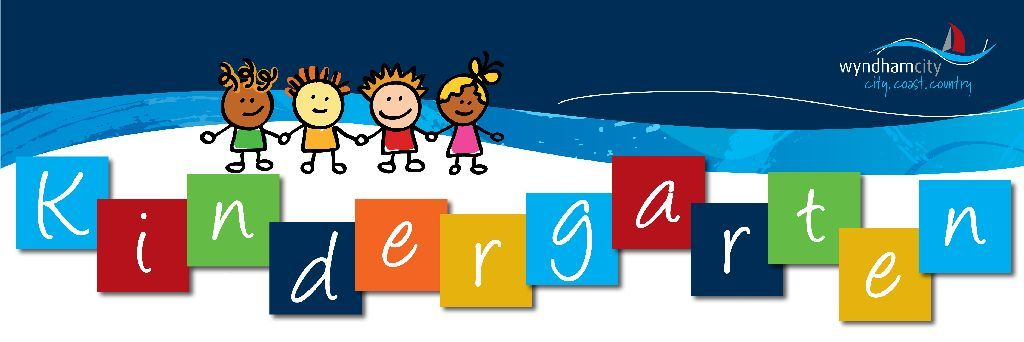 wyndhamcity
city. coast. country
Kindergarten